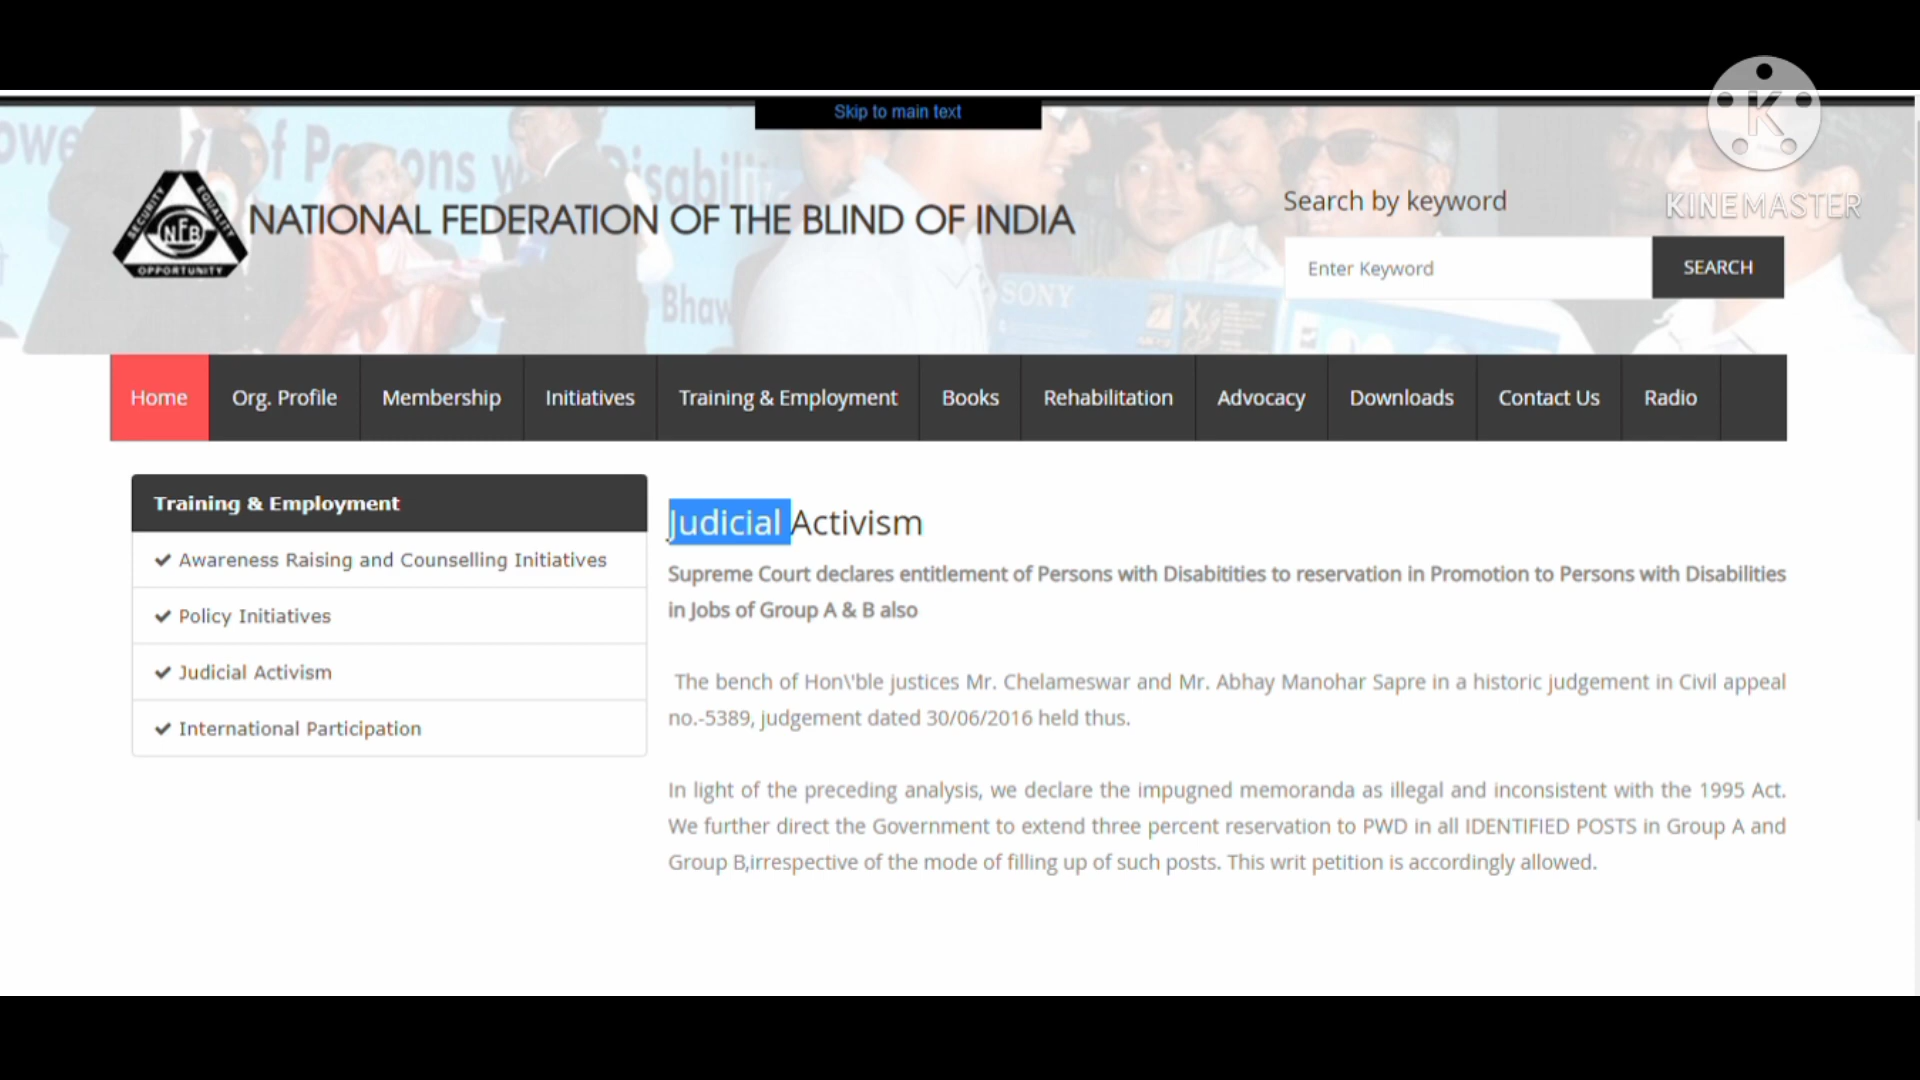 Skip to main text
KINEMASTER
SECURITY EQUALITY
NFB
OPPORTUNITY
NATIONAL FEDERATION OF THE BLIND OF INDIA
Search by keyword
Enter Keyword
SEARCH
SONY
Home Org. Profile Membership Initiatives Training & Employment Books Rehabilitation Advocacy Downloads Contact Us Radio
Training & Employment
Awareness Raising and Counselling Initiatives
Policy Initiatives
Judicial Activism
International Participation
Judicial Activism
Supreme Court declares entitlement of Persons with Disabitities to reservation in Promotion to Persons with Disabilities
in Jobs of Group A & B also
The bench of Hon\'ble justices Mr. Chelameswar and Mr. Abhay Manohar Sapre in a historic judgement in Civil appeal
no.-5389, judgement dated 30/06/2016 held thus.
In light of the preceding analysis, we declare the impugned memoranda as illegal and inconsistent with the 1995 Act.
We further direct the Government to extend three percent reservation to PWD in all IDENTIFIED POSTS in Group A and
Group B,irrespective of the mode of filling up of such posts. This writ petition is accordingly allowed.